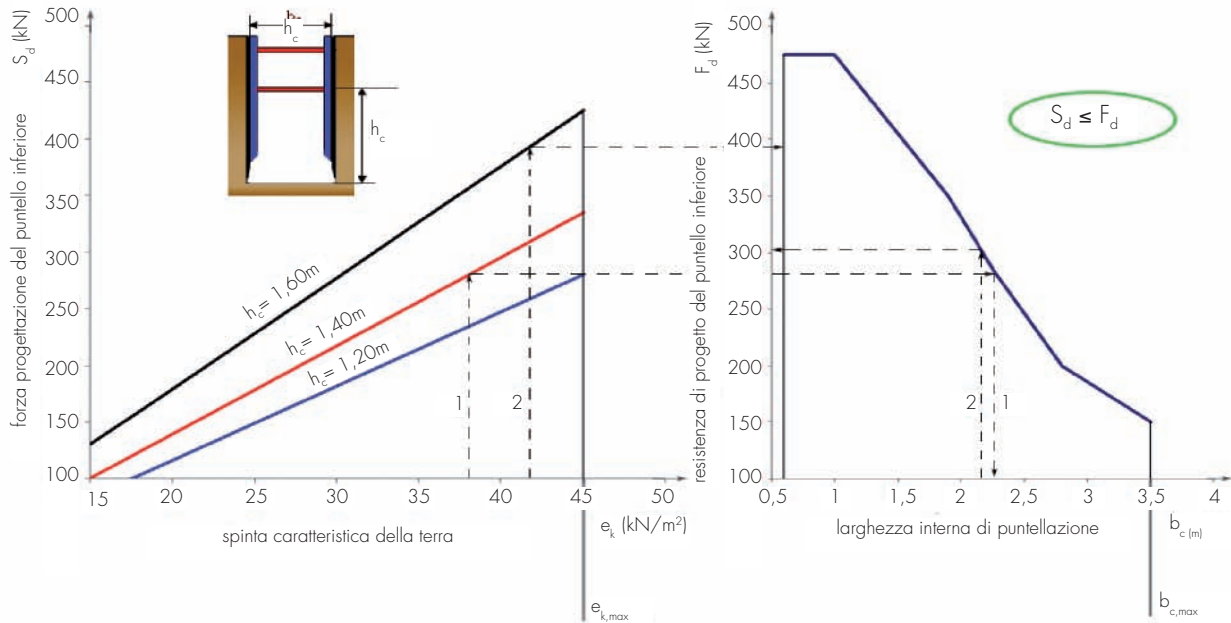 500
S_d (kN)
450
400
350
300
250
200
150
100
forza progettazione del puntello inferiore
15
20
25
30
35
40
45
50
spinta caratteristica della terra
e_k (kN/m²)
e_k,max
h_c
h_c
h_c= 1,60m
h_c= 1,40m
h_c= 1,20m
1
2
500
F_d (kN)
450
400
350
300
250
200
150
100
resistenza di progetto del puntello inferiore
S_d ≤ F_d
2
1
0,5
1
1,5
2
2,5
3
3,5
4
larghezza interna di puntellazione
b_c (m)
b_c,max